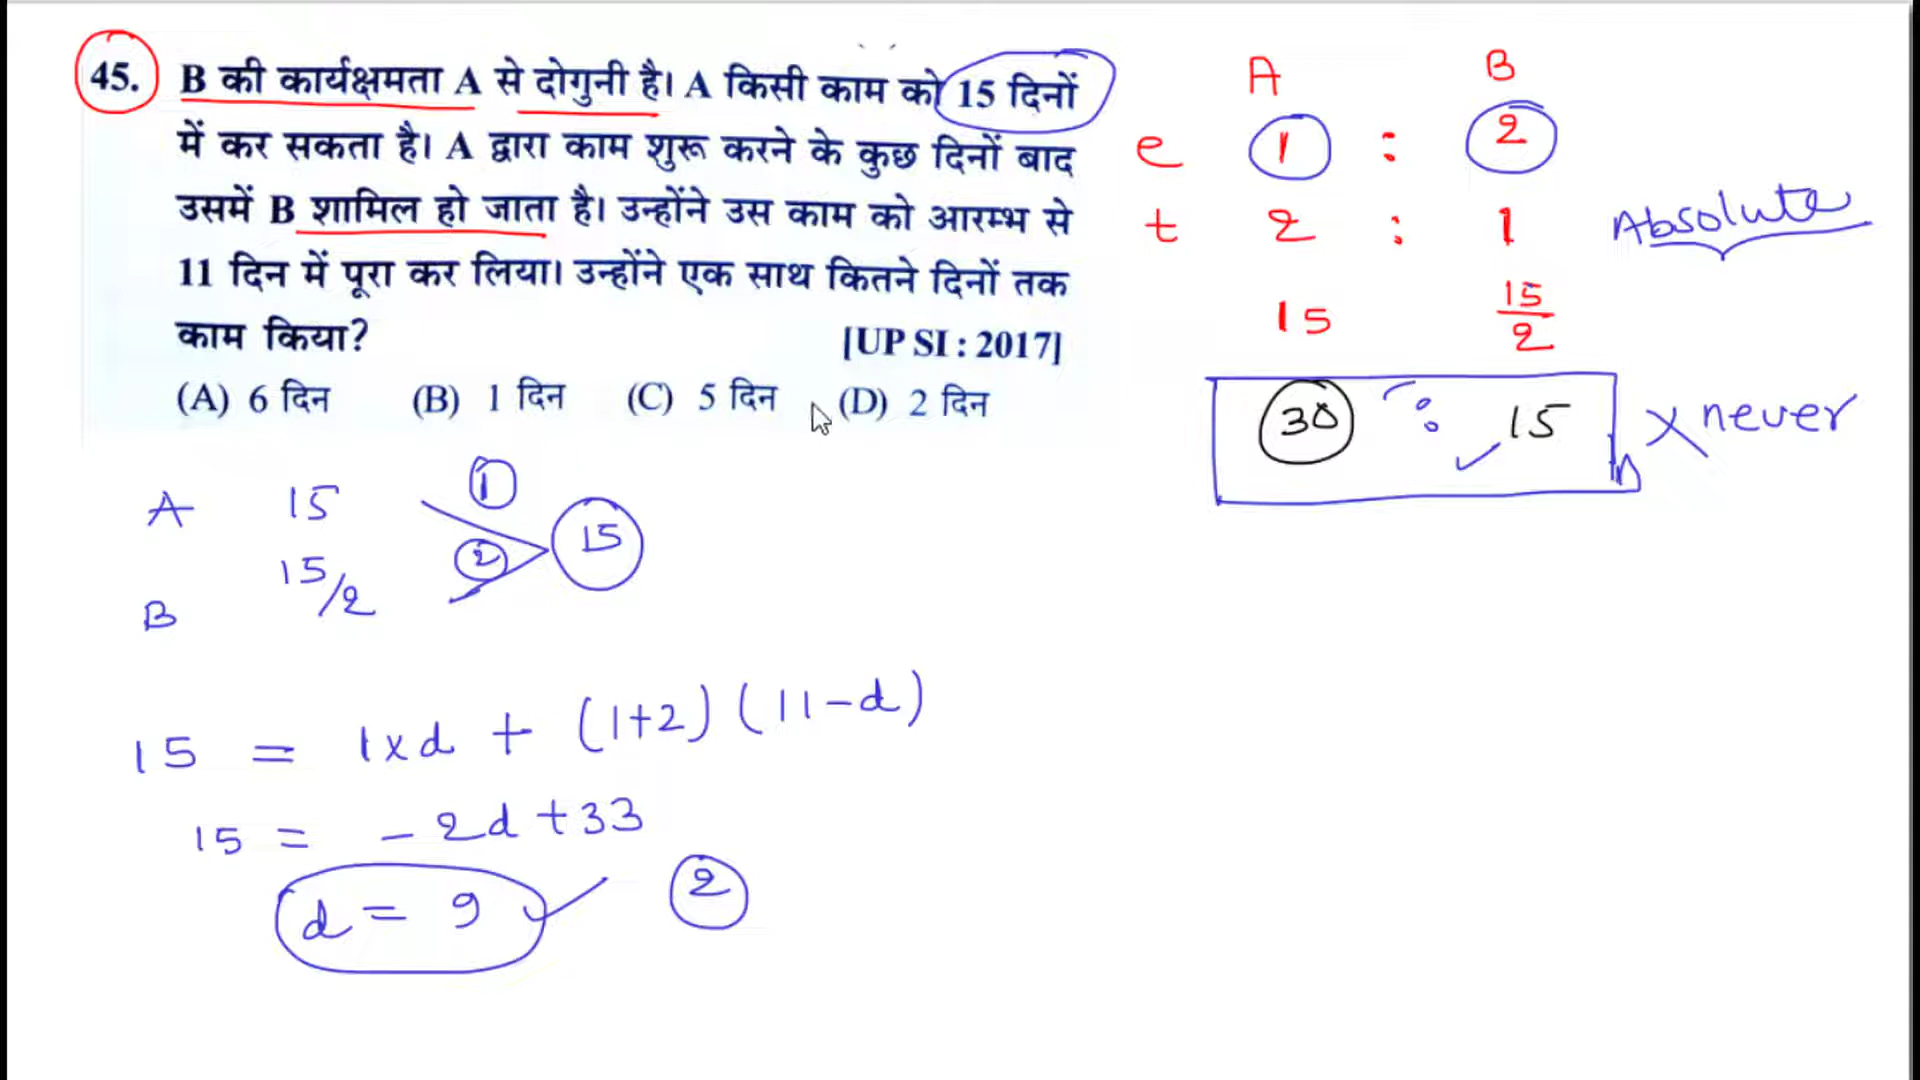 45. B की कार्यक्षमता A से दोगुनी है। A किसी काम को 15 दिनों
में कर सकता है। A द्वारा काम शुरू करने के कुछ दिनों बाद
उसमें B शामिल हो जाता है। उन्होंने उस काम को आरम्भ से
11 दिन में पूरा कर लिया। उन्होंने एक साथ कितने दिनों तक
काम किया? [UP SI : 2017]
(A) 6 दिन (B) 1 दिन (C) 5 दिन (D) 2 दिन
A B
e 1 : 2
t 2 : 1 Absolute
15 15/2
30 : 15 X never
A 15 1
15
B 15/2 2
15 = 1xd + (1+2) (11-d)
15 = -2d+33
d = 9 2